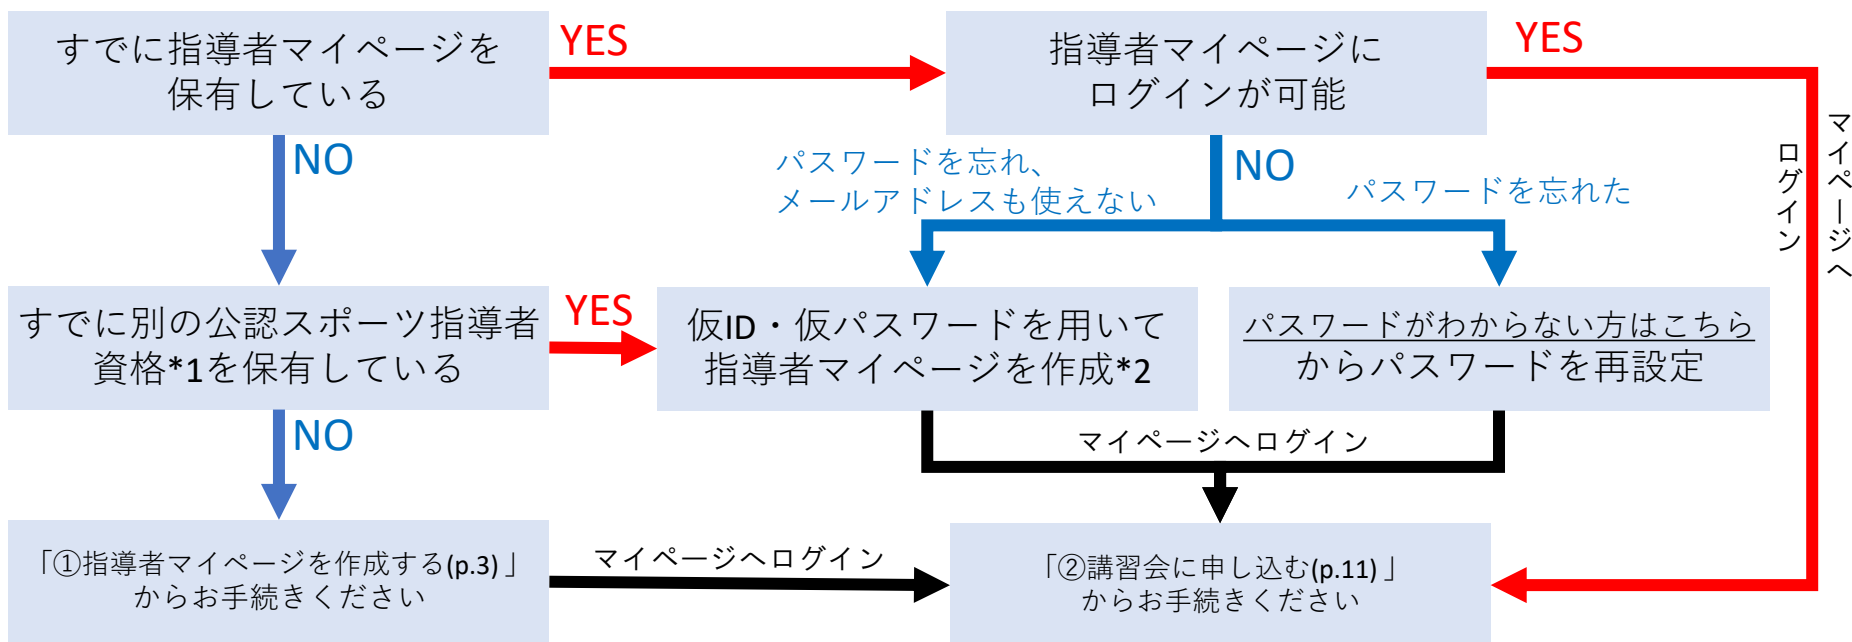 すでに指導者マイページを
保有している
YES
指導者マイページに
ログインが可能
YES
マイページへ
ログイン
NO
パスワードを忘れ、
メールアドレスも使えない
NO
パスワードを忘れた
すでに別の公認スポーツ指導者
資格*1を保有している
YES
仮ID・仮パスワードを用いて
指導者マイページを作成*2
パスワードがわからない方はこちら
からパスワードを再設定
NO
マイページへログイン
「①指導者マイページを作成する(p.3)」
からお手続きください
マイページへログイン
「②講習会に申し込む(p.11)」
からお手続きください